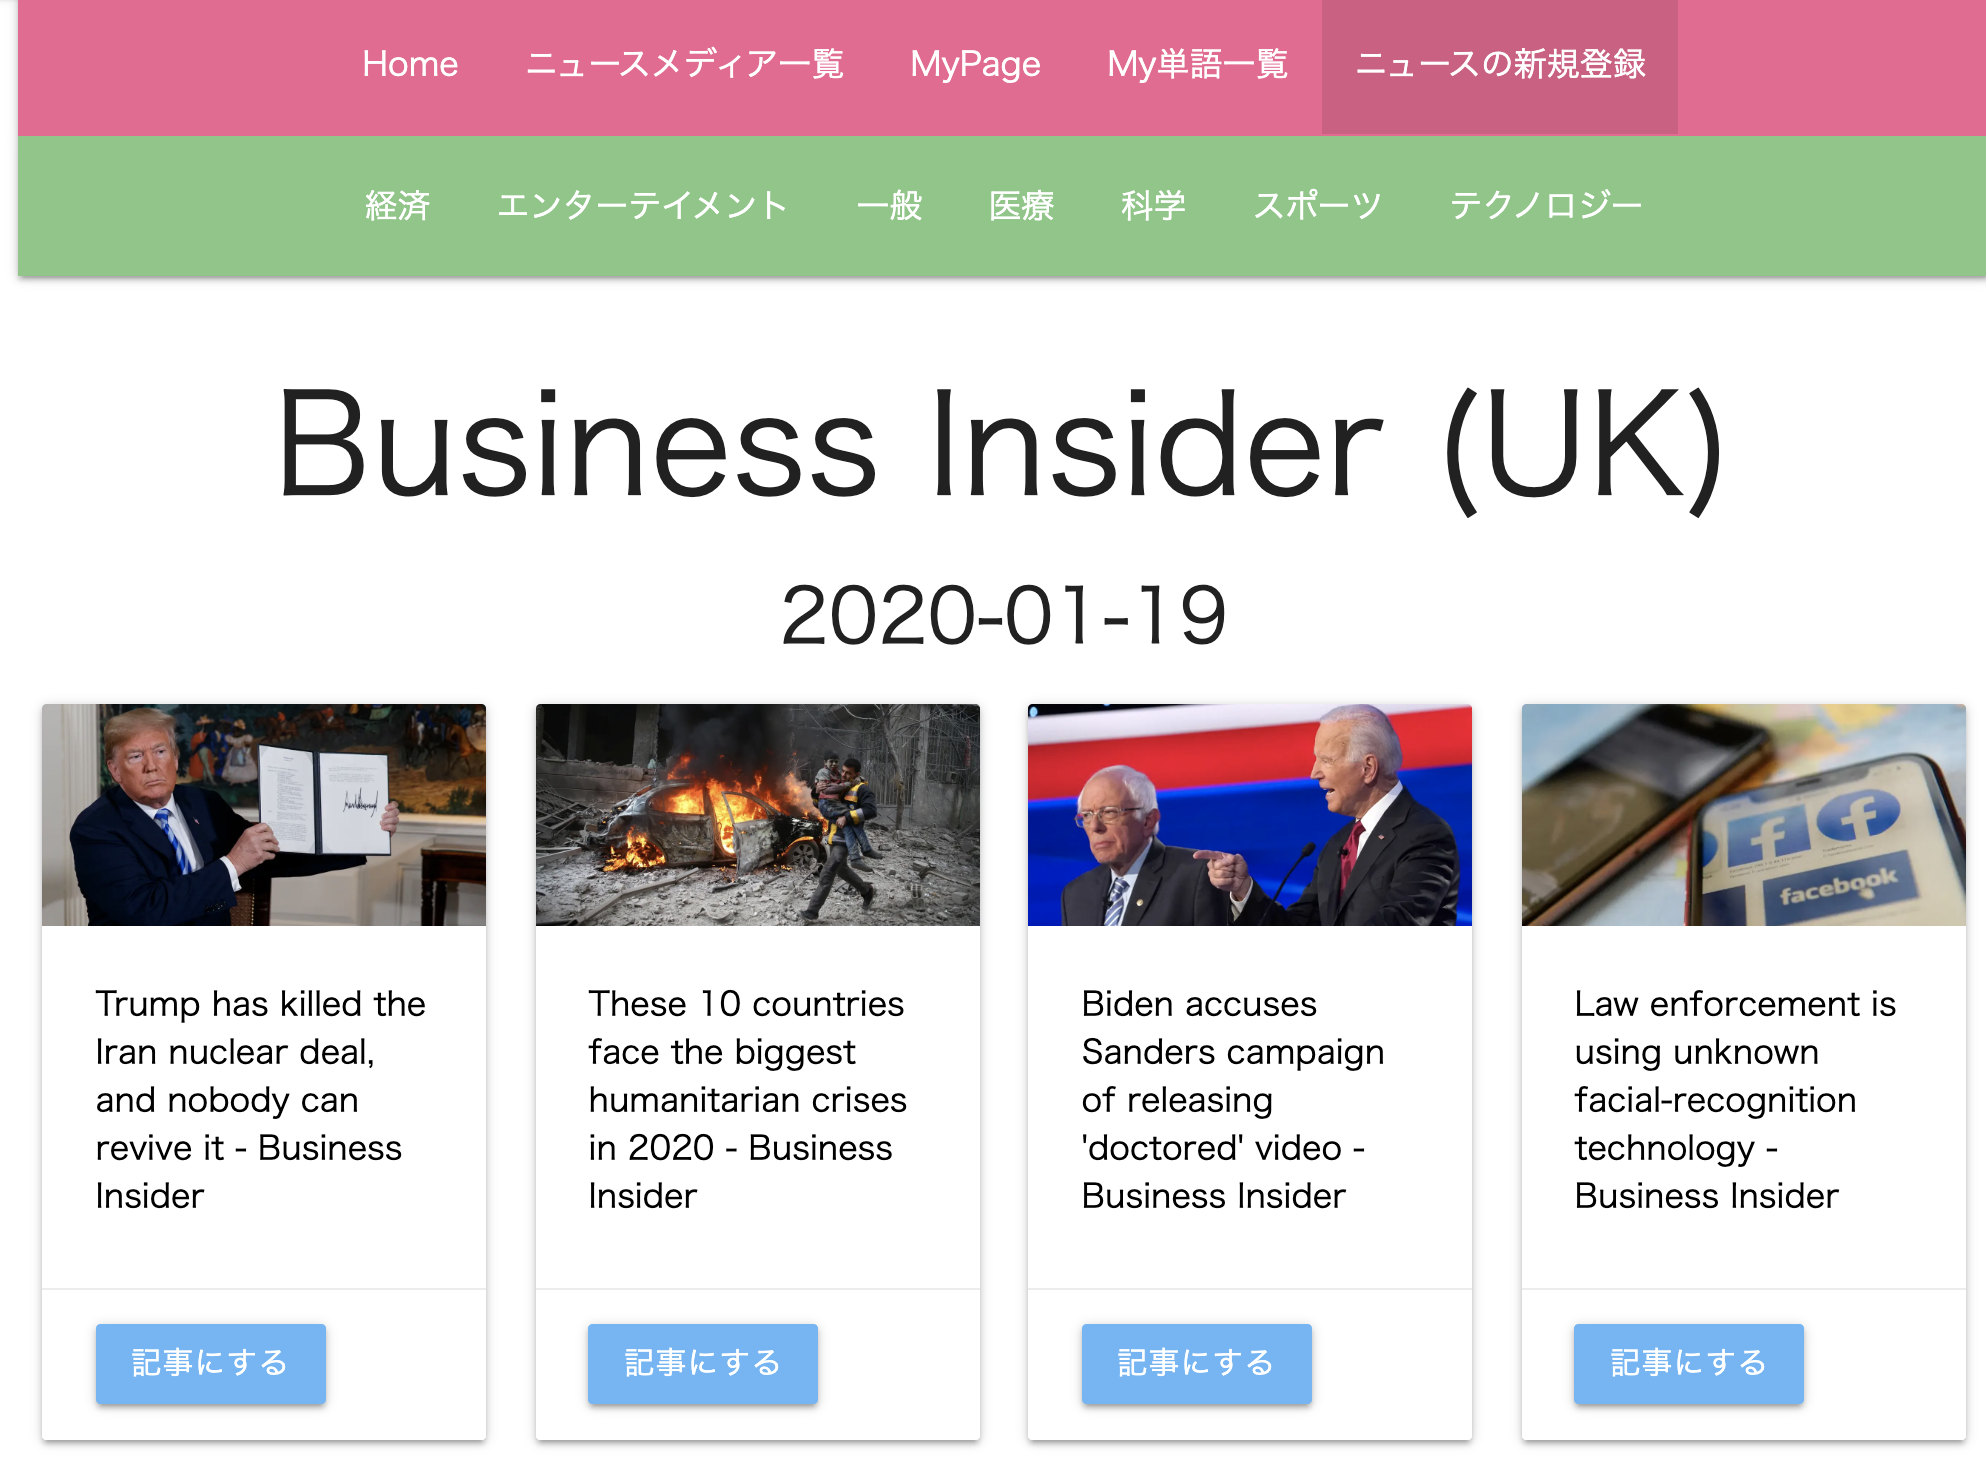 Home ニュースメディア一覧 MyPage My単語一覧 ニュースの新規登録
経済 エンターテイメント 一般 医療 科学 スポーツ テクノロジー
Business Insider (UK)
2020-01-19
facebook
Trump has killed the
Iran nuclear deal,
and nobody can
revive it - Business
Insider
記事にする
These 10 countries
face the biggest
humanitarian crises
in 2020 - Business
Insider
記事にする
Biden accuses
Sanders campaign
of releasing
'doctored' video -
Business Insider
記事にする
Law enforcement is
using unknown
facial-recognition
technology -
Business Insider
記事にする